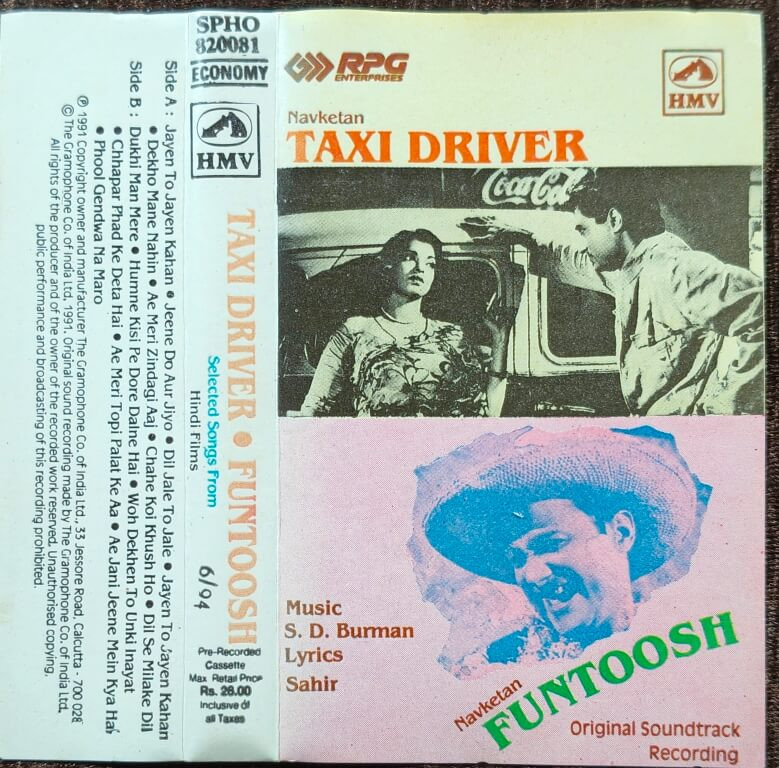 Side A : Jayen To Jayen Kahan • Jeene Do Aur Jiyo • Dil Jale To Jale • Jayen To Jayen Kahan
• Dekho Mane Nahin • Ae Meri Zindagi Aaj • Chahe Koi Khush Ho • Dil Se Milake Dil
Side B : Dukhi Man Mere • Humne Kisi Pe Dore Dalne Hai • Woh Dekhen To Unki Inayat
• Chhapar Phad Ke Deta Hai • Ae Meri Topi Palat Ke Aa • Ae Jani Jeene Mein Kya Hai
• Phool Gendwa Na Maro
℗ 1991 Copyright owner and manufacturer The Gramophone Co. of India Ltd., 33 Jessore Road, Calcutta - 700 028
© The Gramophone Co. of India Ltd. 1991. Original sound recording made by The Gramophone Co. of India Ltd.
All rights of the producer and of the owner of the recorded work reserved. Unauthorised copying,
public performance and broadcasting of this recording prohibited.
SPHO
820081
ECONOMY
HMV
TAXI DRIVER • FUNTOOSH
Selected Songs From
Hindi Films
6/94
Pre-Recorded
Cassette
Max Retail Price
Rs. 26.00
Inclusive of
all Taxes
RPG
ENTERPRISES
HMV
Navketan
TAXI DRIVER
Coca-Col
Music
S. D. Burman
Lyrics
Sahir
Navketan
FUNTOOSH
Original Soundtrack
Recording